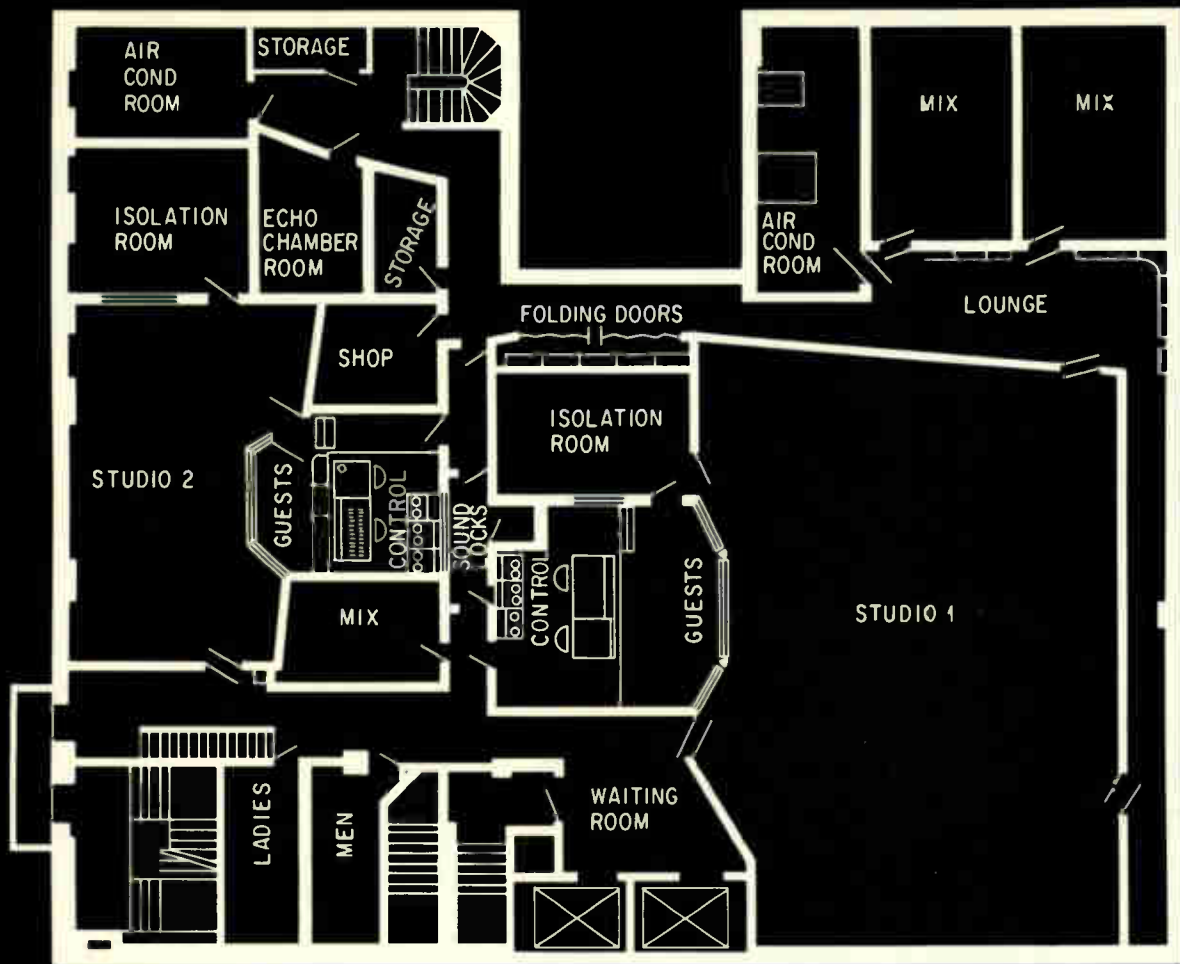 AIR
COND
ROOM
STORAGE
MIX
MIX
ISOLATION
ROOM
ECHO
CHAMBER
ROOM
STORAGE
AIR
COND
ROOM
LOUNGE
FOLDING DOORS
SHOP
ISOLATION
ROOM
STUDIO 2
GUESTS
CONTROL
SOUND
LOCKS
CONTROL
GUESTS
STUDIO 1
MIX
LADIES
MEN
WAITING
ROOM